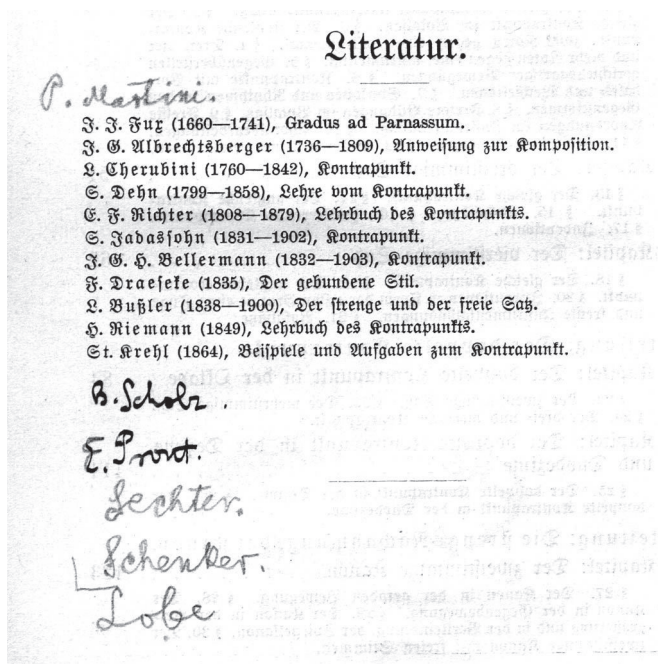 Literatur.
P. Martini.
J. J. Fux (1660—1741), Gradus ad Parnassum.
J. G. Albrechtsberger (1736—1809), Anweisung zur Komposition.
L. Cherubini (1760—1842), Kontrapunkt.
S. Dehn (1799—1858), Lehre vom Kontrapunkt.
E. F. Richter (1808—1879), Lehrbuch des Kontrapunkts.
S. Jadassohn (1831—1902), Kontrapunkt.
J. G. H. Bellermann (1832—1903), Kontrapunkt.
F. Draeseke (1835), Der gebundene Stil.
L. Bußler (1838—1900), Der strenge und der freie Satz.
H. Riemann (1849), Lehrbuch des Kontrapunkts.
St. Krehl (1864), Beispiele und Aufgaben zum Kontrapunkt.
B. Scholz.
E. Prout.
Sechter.
Schenker.
Lobe